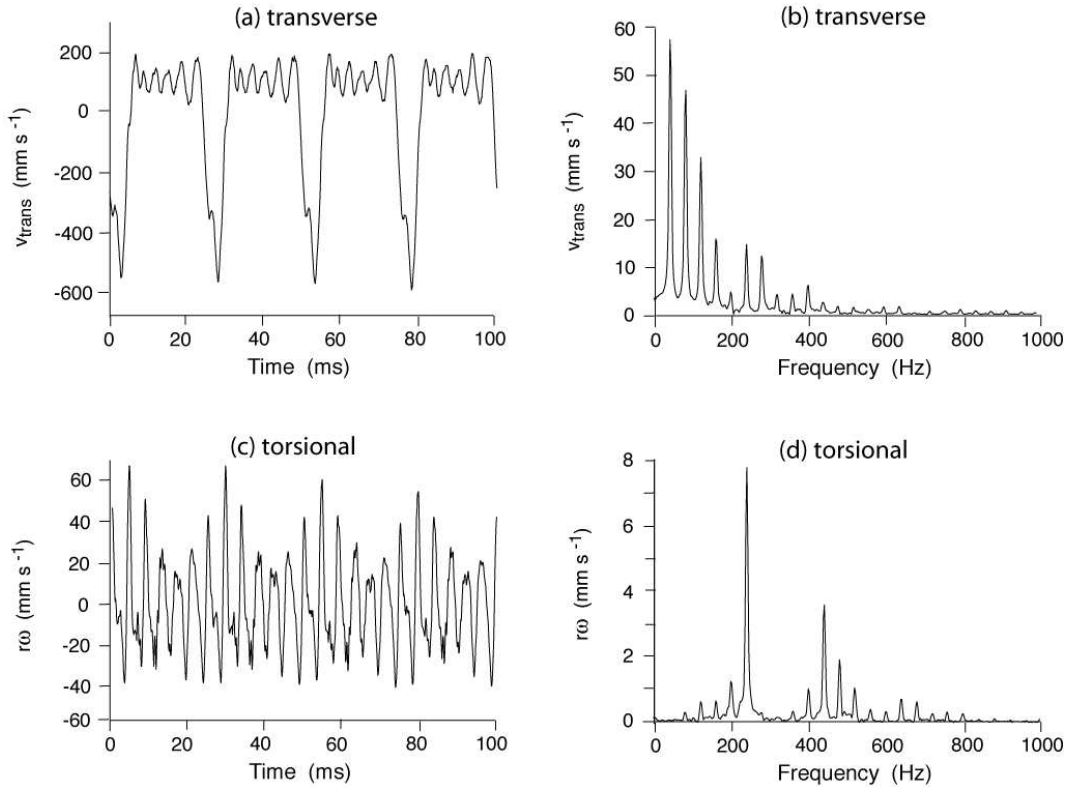 (a) transverse
200
0
-200
-400
-600
v_trans (mm s⁻¹)
0 20 40 60 80 100
Time (ms)
(b) transverse
60
50
40
30
20
10
0
v_trans (mm s⁻¹)
0 200 400 600 800 1000
Frequency (Hz)
(c) torsional
60
40
20
0
-20
-40
-60
rω (mm s⁻¹)
0 20 40 60 80 100
Time (ms)
(d) torsional
8
6
4
2
0
rω (mm s⁻¹)
0 200 400 600 800 1000
Frequency (Hz)